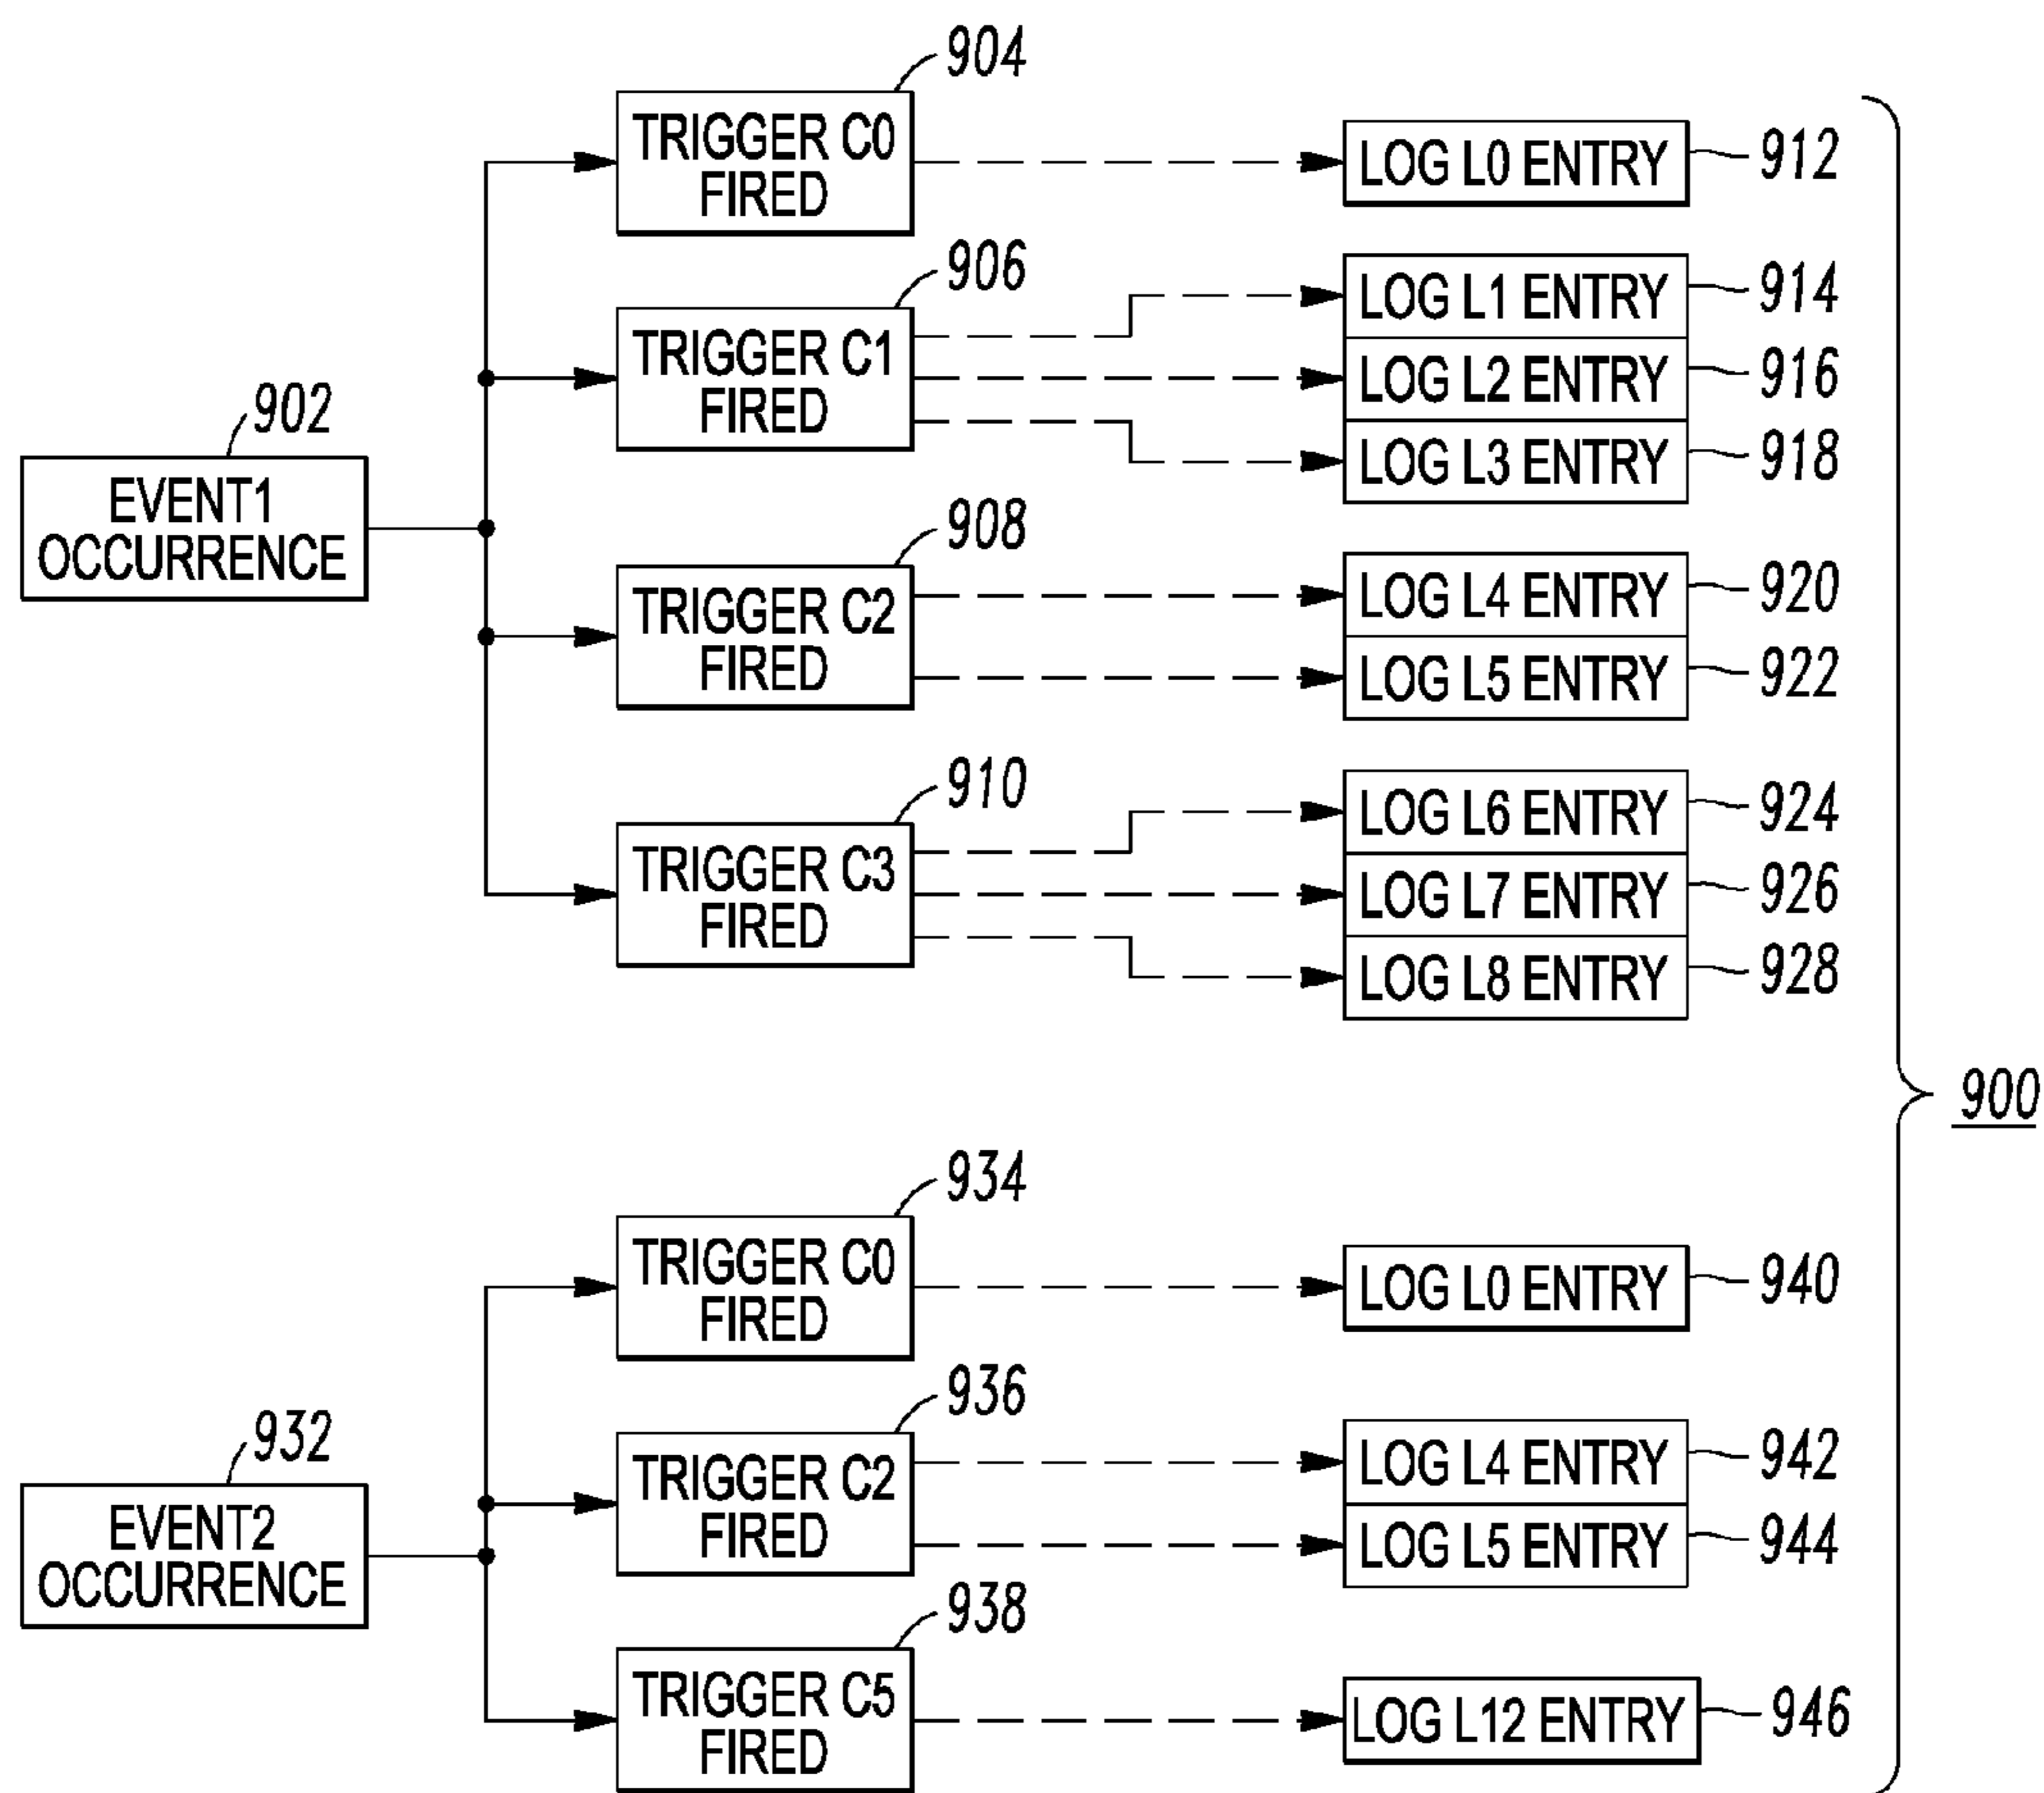 904
TRIGGER C0
FIRED
LOG L0 ENTRY
912
906
TRIGGER C1
FIRED
LOG L1 ENTRY
914
LOG L2 ENTRY
916
LOG L3 ENTRY
918
902
EVENT1
OCCURRENCE
908
TRIGGER C2
FIRED
LOG L4 ENTRY
920
LOG L5 ENTRY
922
910
TRIGGER C3
FIRED
LOG L6 ENTRY
924
LOG L7 ENTRY
926
LOG L8 ENTRY
928
900
934
TRIGGER C0
FIRED
LOG L0 ENTRY
940
932
EVENT2
OCCURRENCE
936
TRIGGER C2
FIRED
LOG L4 ENTRY
942
LOG L5 ENTRY
944
938
TRIGGER C5
FIRED
LOG L12 ENTRY
946